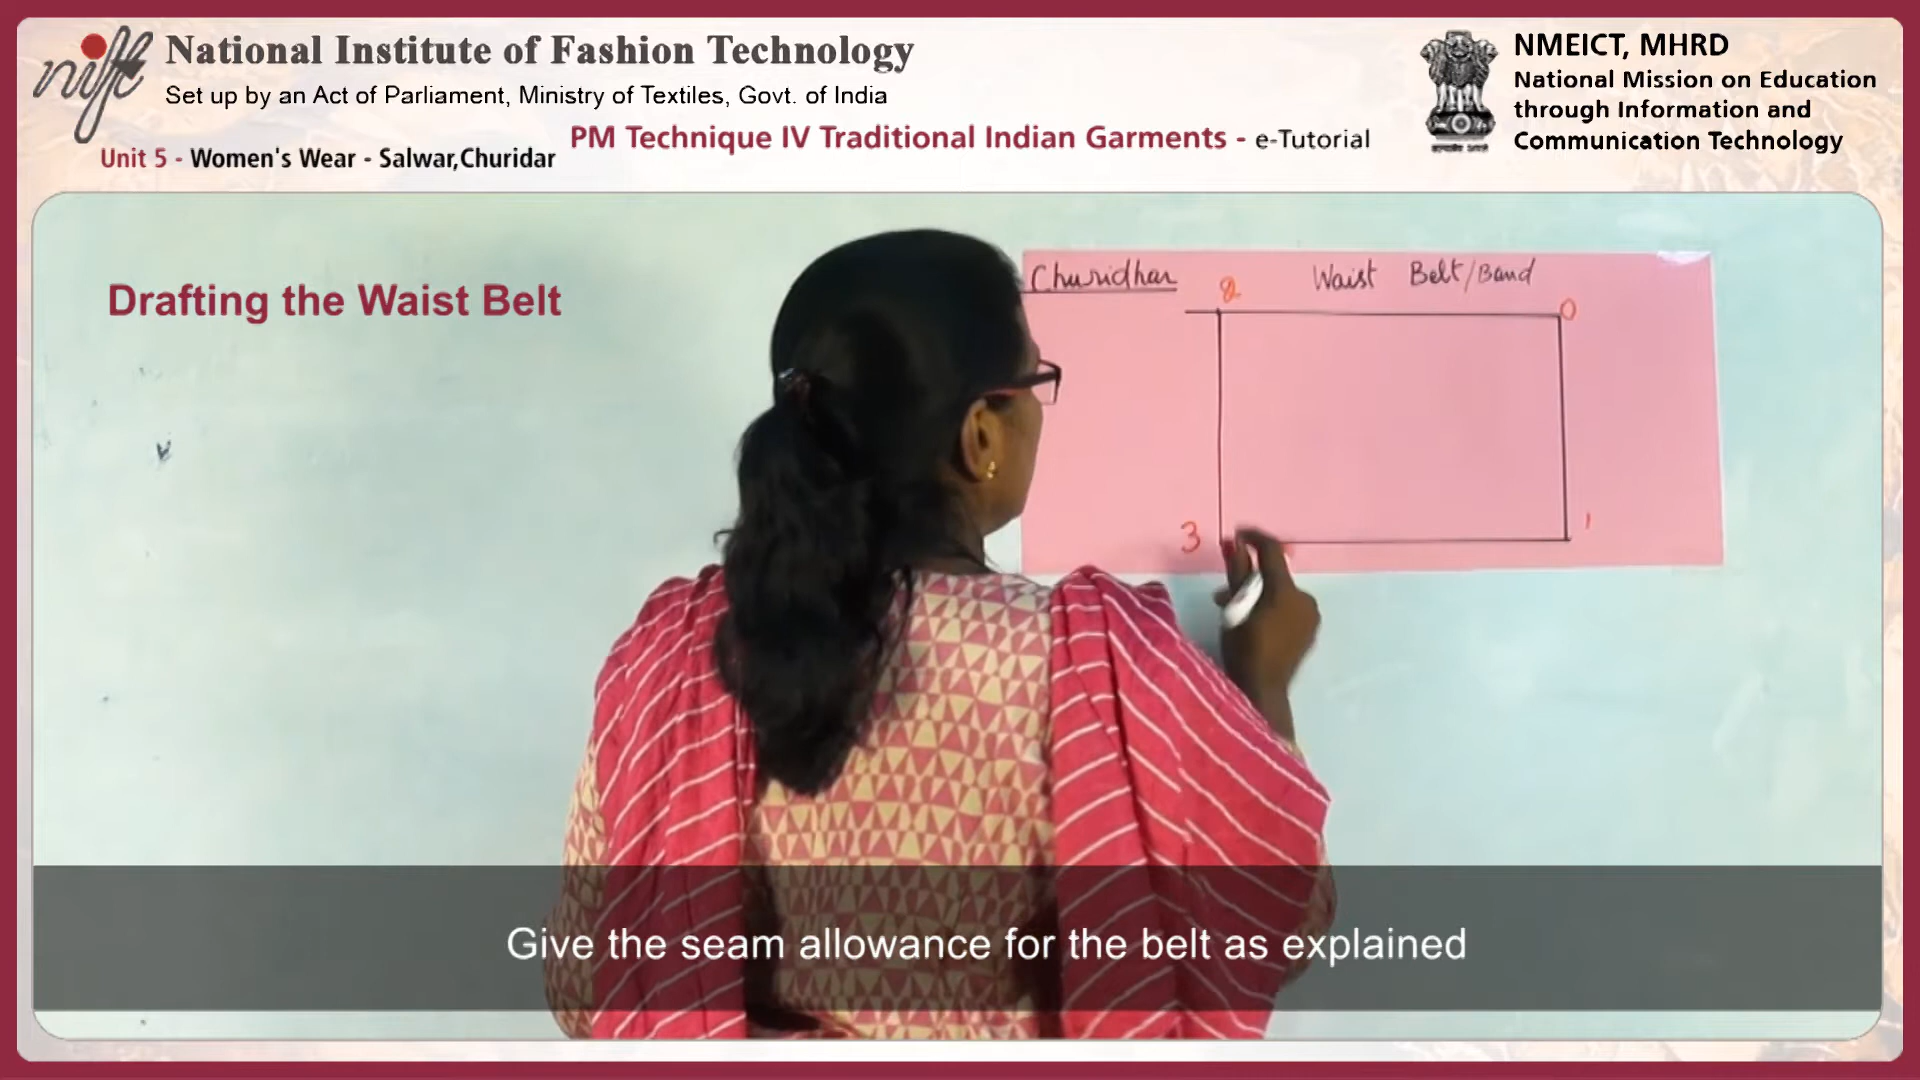 nift
National Institute of Fashion Technology
Set up by an Act of Parliament, Ministry of Textiles, Govt. of India
PM Technique IV Traditional Indian Garments - e-Tutorial
Unit 5 - Women's Wear - Salwar,Churidar
NMEICT, MHRD
National Mission on Education
through Information and
Communication Technology
Drafting the Waist Belt
Churidhar
Waist Belt/Band
2
0
3
1
Give the seam allowance for the belt as explained